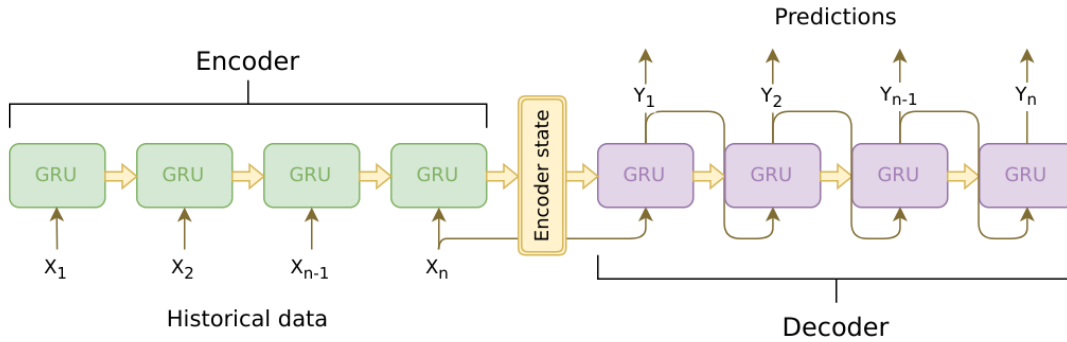 Predictions
Encoder
Y1 Y2 Yn-1 Yn
GRU GRU GRU GRU Encoder state GRU GRU GRU GRU
X1 X2 Xn-1 Xn
Historical data
Decoder